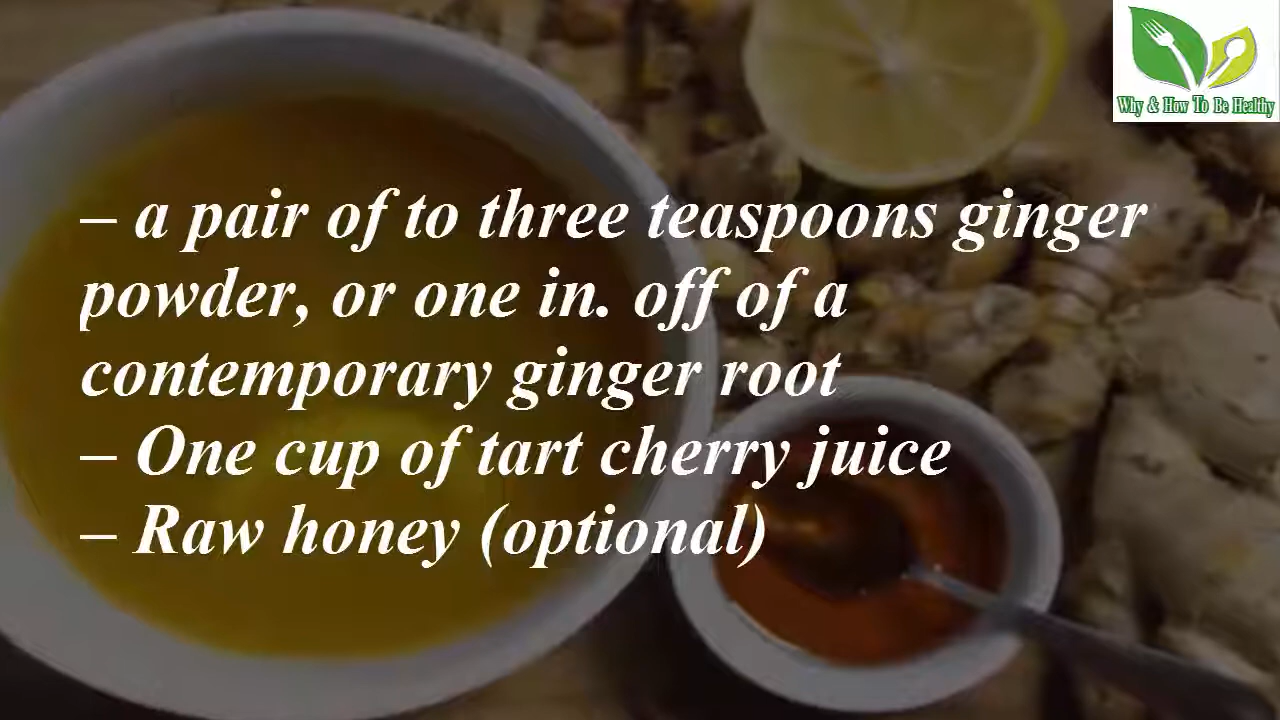 Why & How To Be Healthy
– a pair of to three teaspoons ginger
powder, or one in. off of a
contemporary ginger root
– One cup of tart cherry juice
– Raw honey (optional)